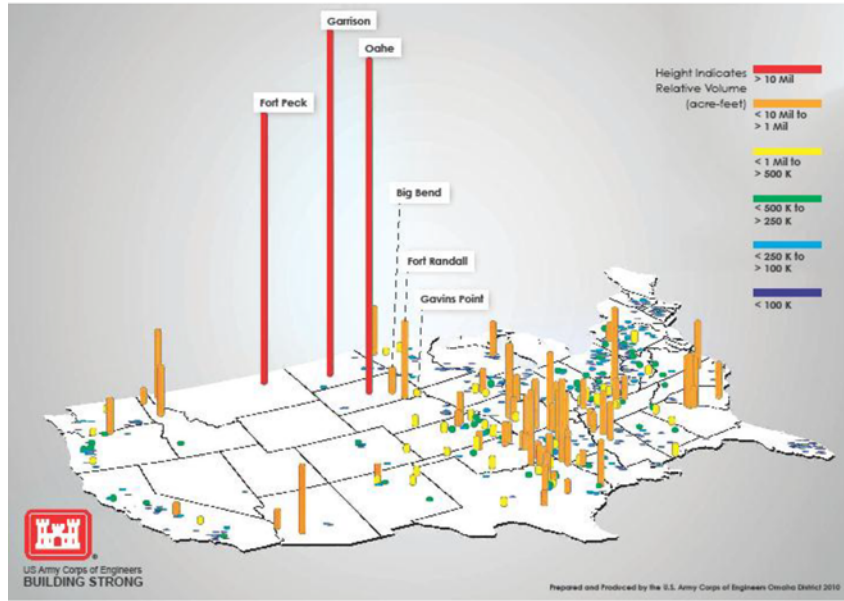 Garrison
Oahe
Fort Peck
Big Bend
Fort Randall
Gavins Point
Height Indicates
Relative Volume
(acre-feet)
> 10 Mil
< 10 Mil to
> 1 Mil
< 1 Mil to
> 500 K
< 500 K to
> 250 K
< 250 K to
> 100 K
< 100 K
US Army Corps of Engineers
BUILDING STRONG
Prepared and Produced by the U.S. Army Corps of Engineers Omaha District 2010